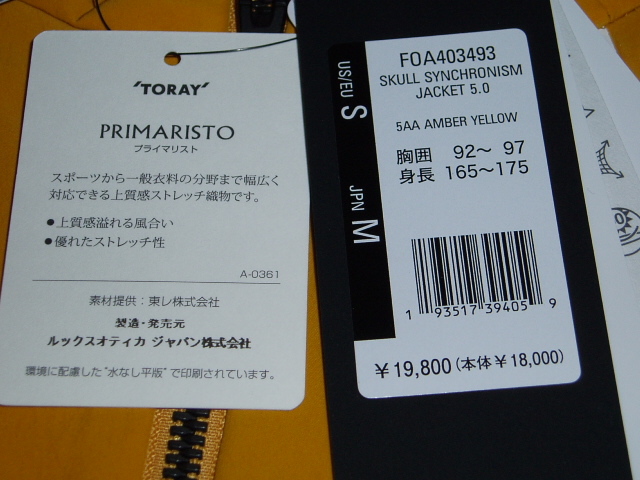 'TORAY'
PRIMARISTO
プライマリスト
スポーツから一般衣料の分野まで幅広く
対応できる上質感ストレッチ織物です。
●上質感溢れる風合い
●優れたストレッチ性
A-0361
素材提供：東レ株式会社
製造・発売元
ルックスオティカ ジャパン株式会社
環境に配慮した“水なし平版”で印刷されています。
US/EU S
JPN M
FOA403493
SKULL SYNCHRONISM
JACKET 5.0
5AA AMBER YELLOW
胸囲 92～ 97
身長 165～175
1 93517 39405 9
￥19,800(本体￥18,000)